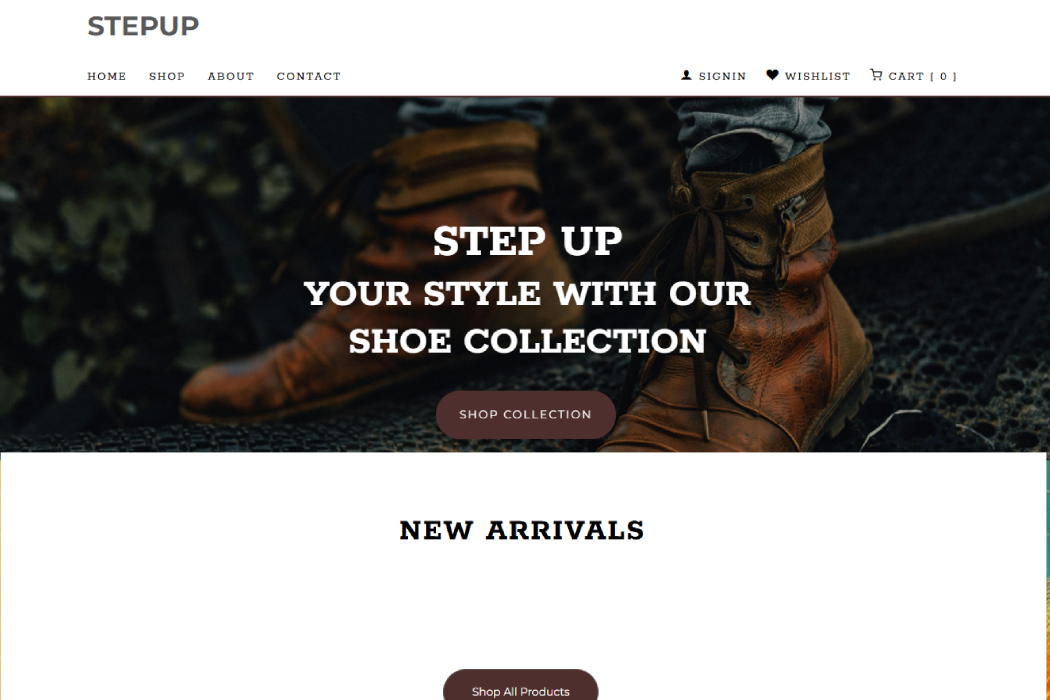 STEPUP
HOME SHOP ABOUT CONTACT SIGNIN WISHLIST CART [ 0 ]
STEP UP
YOUR STYLE WITH OUR
SHOE COLLECTION
SHOP COLLECTION
NEW ARRIVALS
Shop All Products